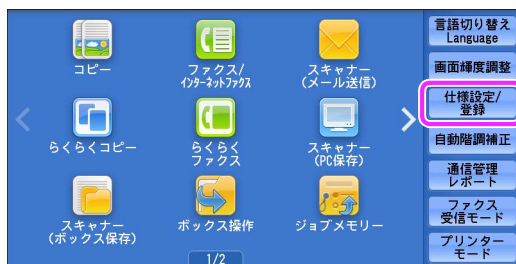 コピー
ファクス/
インターネットファクス
スキャナー
(メール送信)
らくらくコピー
らくらく
ファクス
スキャナー
(PC保存)
スキャナー
(ボックス保存)
ボックス操作
ジョブメモリー
1/2
言語切り替え
Language
画面輝度調整
仕様設定/
登録
自動階調補正
通信管理
レポート
ファクス
受信モード
プリンター
モード